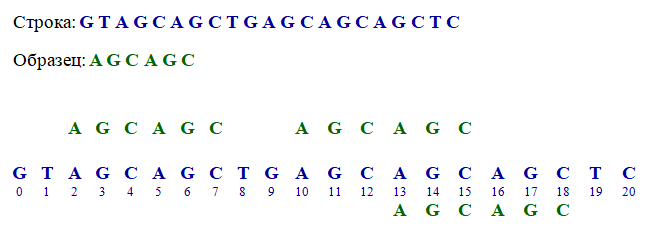 Строка: G T A G C A G C T G A G C A G C A G C T C
Образец: A G C A G C
A G C A G C A G C A G C
G T A G C A G C T G A G C A G C A G C T C
0 1 2 3 4 5 6 7 8 9 10 11 12 13 14 15 16 17 18 19 20
A G C A G C